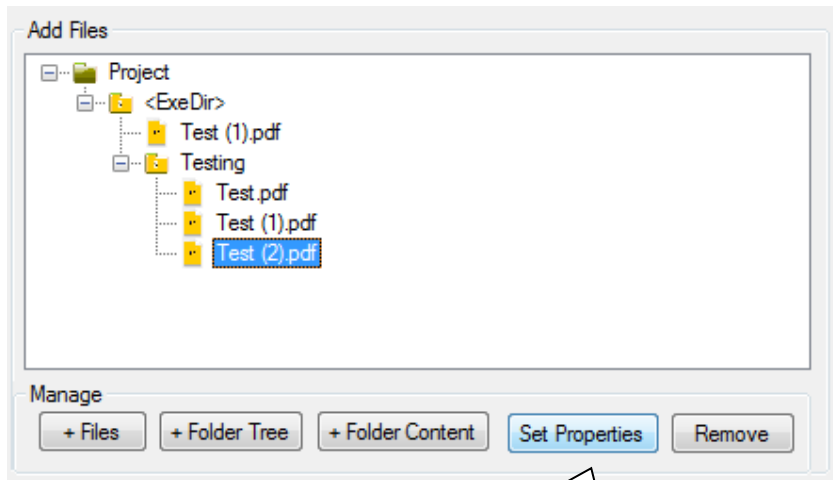 Add Files
Project
<ExeDir>
Test (1).pdf
Testing
Test.pdf
Test (1).pdf
Test (2).pdf
Manage
+ Files + Folder Tree + Folder Content Set Properties Remove